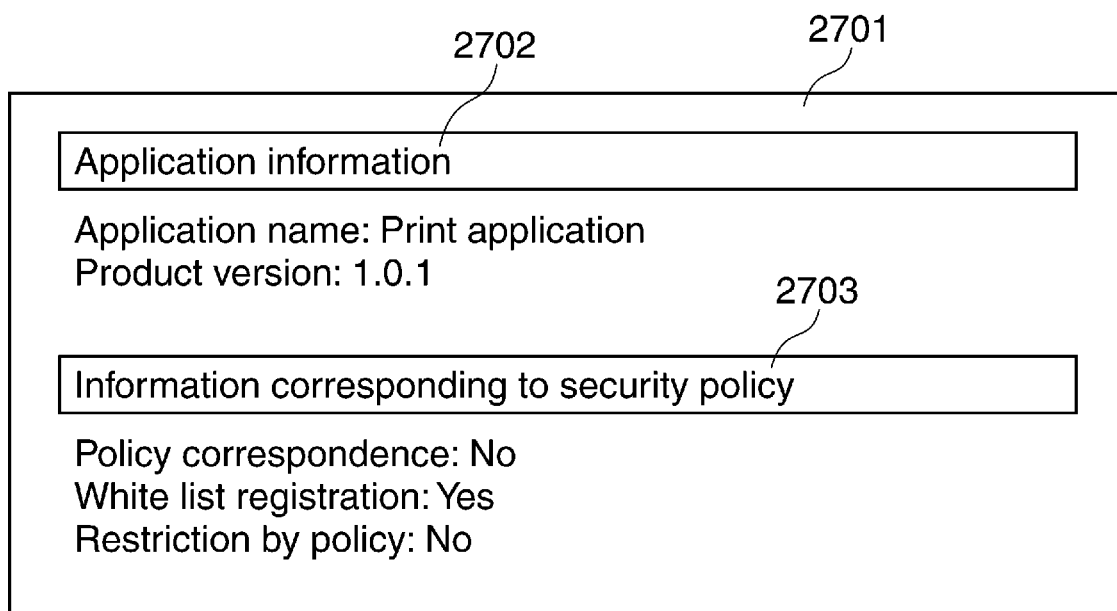 2702
2701
Application information
Application name: Print application
Product version: 1.0.1
2703
Information corresponding to security policy
Policy correspondence: No
White list registration: Yes
Restriction by policy: No